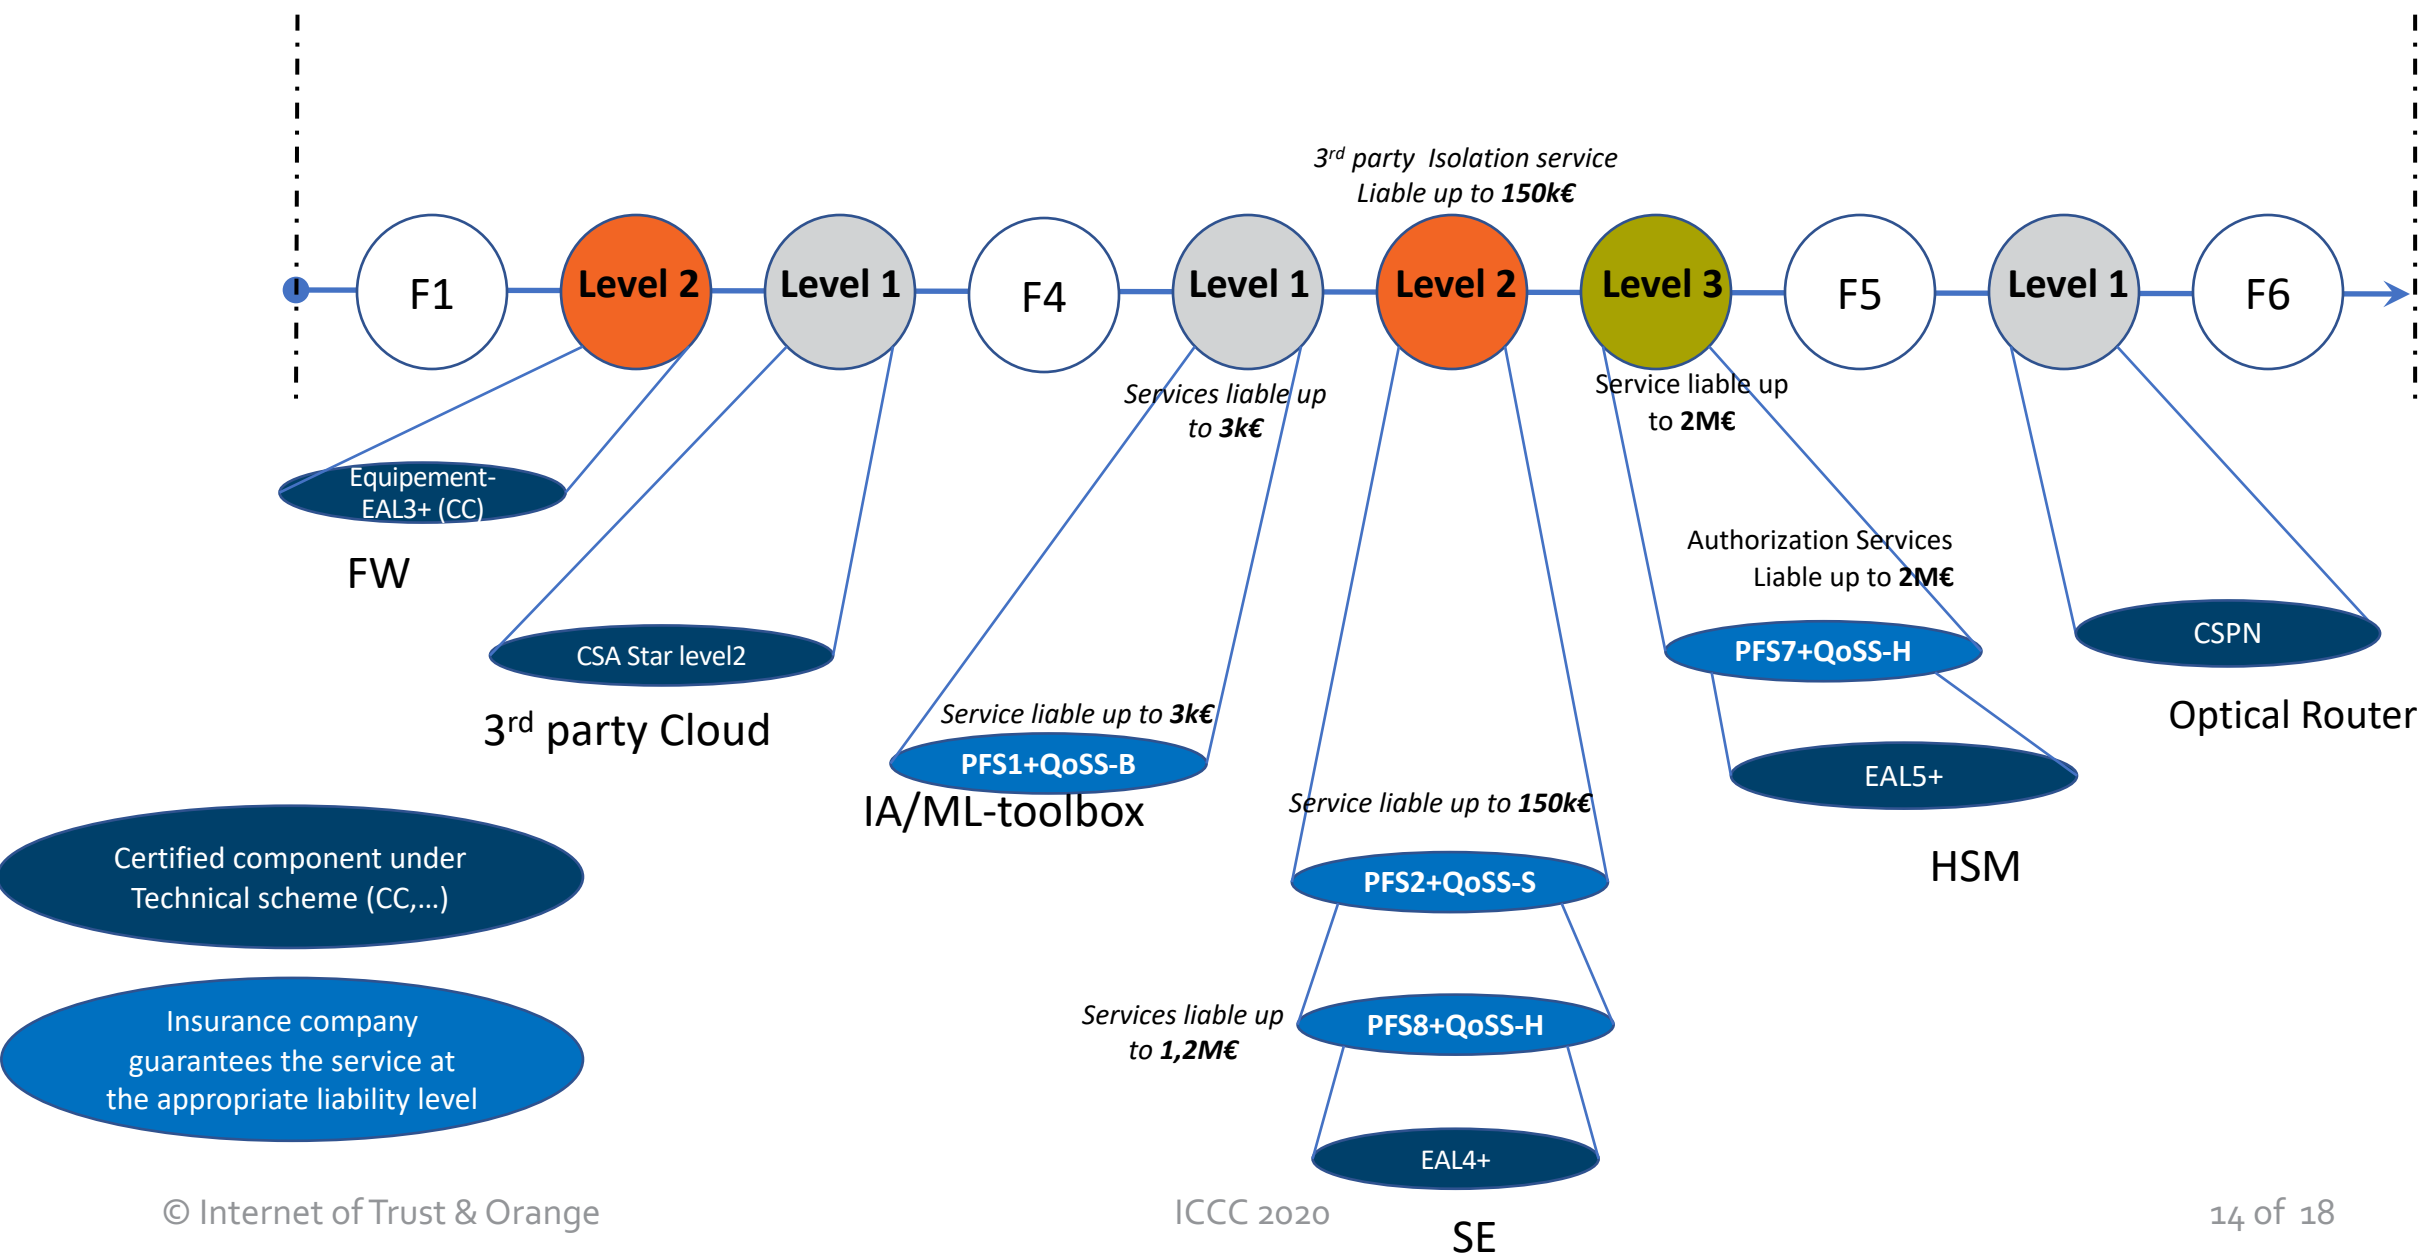 3rd party  Isolation service
Liable up to 150k€
F1
Level 2
Level 1
F4
Level 1
Level 2
Level 3
F5
Level 1
F6
Services liable up
to 3k€
Service liable up
to 2M€
Equipement-
EAL3+ (CC)
FW
Authorization Services
Liable up to 2M€
CSA Star level2
3rd party Cloud
PFS7+QoSS-H
CSPN
Optical Router
Service liable up to 3k€
PFS1+QoSS-B
IA/ML-toolbox
EAL5+
HSM
Service liable up to 150k€
PFS2+QoSS-S
Certified component under
Technical scheme (CC,…)
Services liable up
to 1,2M€
PFS8+QoSS-H
Insurance company
guarantees the service at
the appropriate liability level
EAL4+
SE
© Internet of Trust & Orange
ICCC 2020
14 of 18